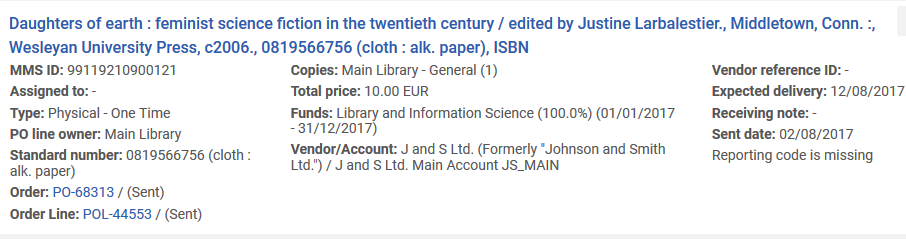 Daughters of earth : feminist science fiction in the twentieth century / edited by Justine Larbalestier., Middletown, Conn. :,
Wesleyan University Press, c2006., 0819566756 (cloth : alk. paper), ISBN
MMS ID: 99119210900121
Assigned to: -
Type: Physical - One Time
PO line owner: Main Library
Standard number: 0819566756 (cloth :
alk. paper)
Order: PO-68313 / (Sent)
Order Line: POL-44553 / (Sent)
Copies: Main Library - General (1)
Total price: 10.00 EUR
Funds: Library and Information Science (100.0%) (01/01/2017
- 31/12/2017)
Vendor/Account: J and S Ltd. (Formerly "Johnson and Smith
Ltd.") / J and S Ltd. Main Account JS_MAIN
Vendor reference ID: -
Expected delivery: 12/08/2017
Receiving note: -
Sent date: 02/08/2017
Reporting code is missing